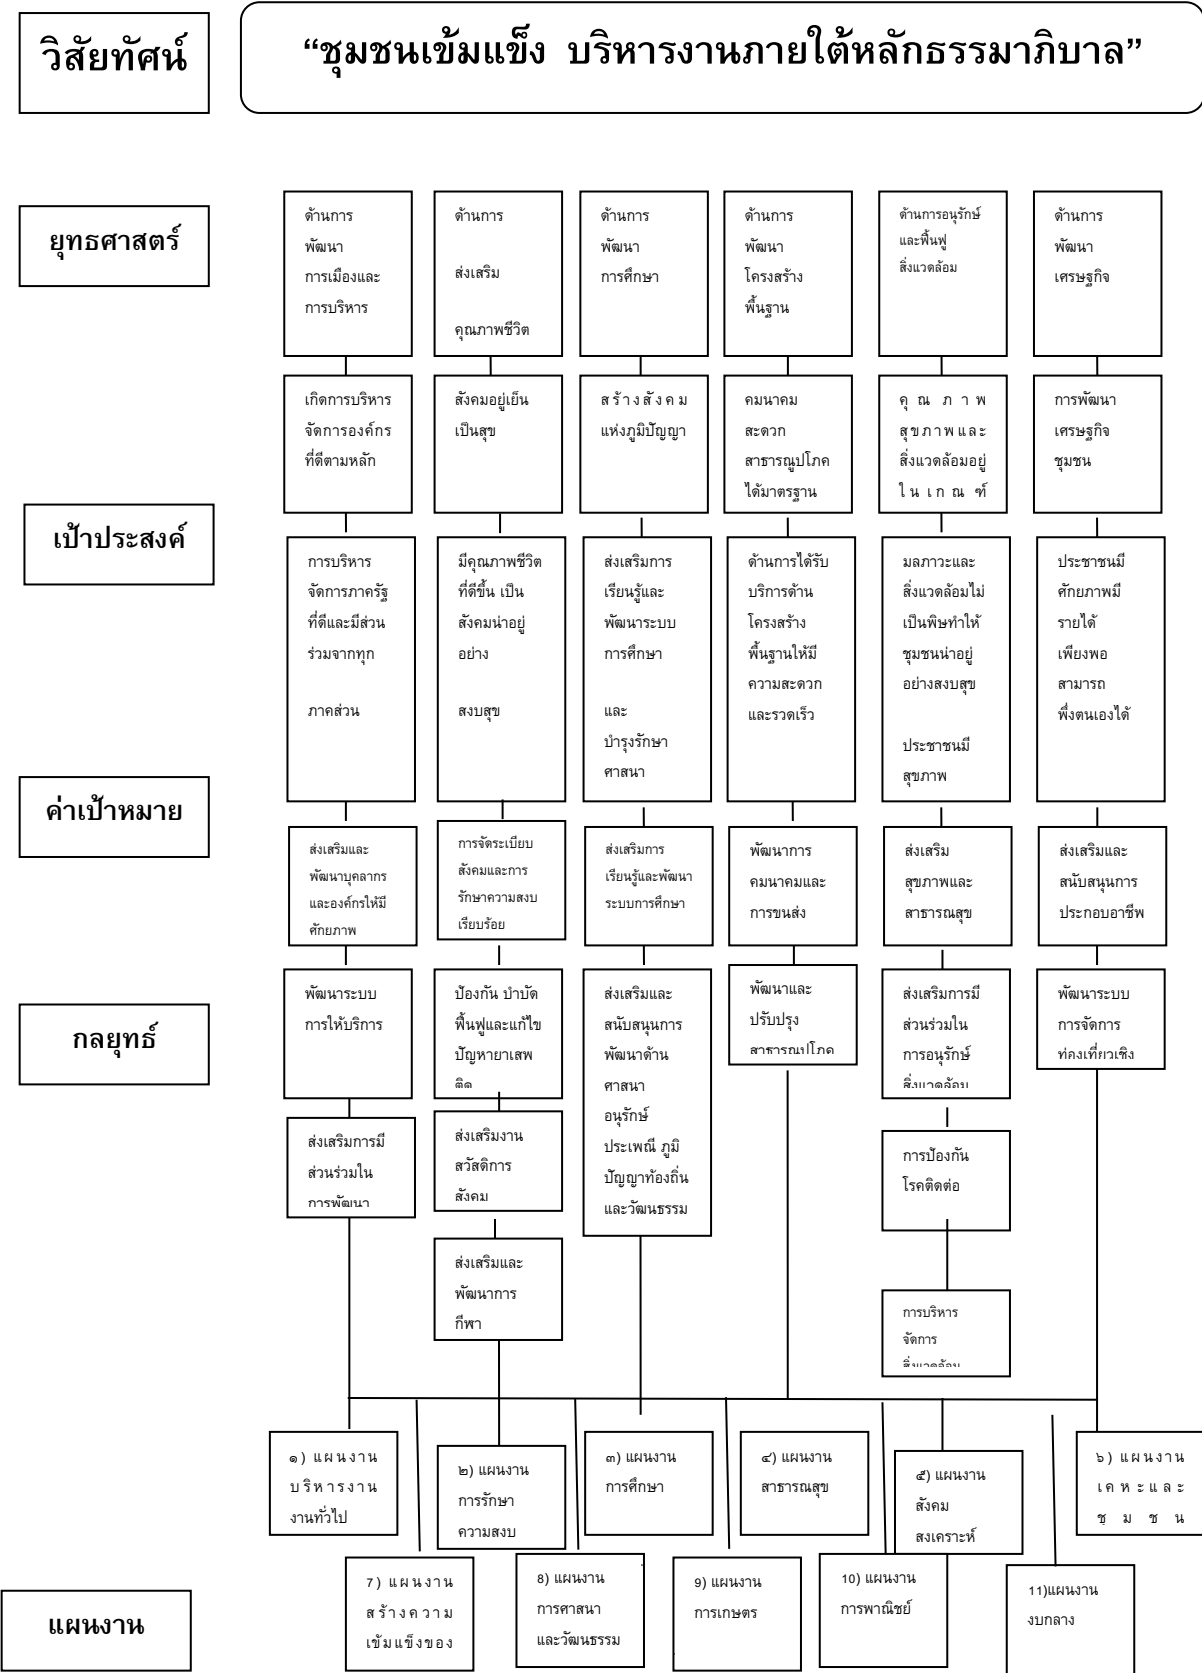 วิสัยทัศน์
“ชุมชนเข้มแข็ง บริหารงานภายใต้หลักธรรมาภิบาล”
ยุทธศาสตร์
ด้านการ
พัฒนา
การเมืองและ
การบริหาร
ด้านการ
ส่งเสริม
คุณภาพชีวิต
ด้านการ
พัฒนา
การศึกษา
ด้านการ
พัฒนา
โครงสร้าง
พื้นฐาน
ด้านการอนุรักษ์
และฟื้นฟู
สิ่งแวดล้อม
ด้านการ
พัฒนา
เศรษฐกิจ
เกิดการบริหาร
จัดการองค์กร
ที่ดีตามหลัก
สังคมอยู่เย็น
เป็นสุข
สร้างสังคม
แห่งภูมิปัญญา
คมนาคม
สะดวก
สาธารณูปโภค
ได้มาตรฐาน
คุณภาพ
สุขภาพและ
สิ่งแวดล้อมอยู่
ในเกณฑ์
การพัฒนา
เศรษฐกิจ
ชุมชน
เป้าประสงค์
การบริหาร
จัดการภาครัฐ
ที่ดีและมีส่วน
ร่วมจากทุก
ภาคส่วน
มีคุณภาพชีวิต
ที่ดีขึ้น เป็น
สังคมน่าอยู่
อย่าง
สงบสุข
ส่งเสริมการ
เรียนรู้และ
พัฒนาระบบ
การศึกษา
และ
บำรุงรักษา
ศาสนา
ด้านการได้รับ
บริการด้าน
โครงสร้าง
พื้นฐานให้มี
ความสะดวก
และรวดเร็ว
มลภาวะและ
สิ่งแวดล้อมไม่
เป็นพิษทำให้
ชุมชนน่าอยู่
อย่างสงบสุข
ประชาชนมี
สุขภาพ
ประชาชนมี
ศักยภาพมี
รายได้
เพียงพอ
สามารถ
พึ่งตนเองได้
ค่าเป้าหมาย
ส่งเสริมและ
พัฒนาบุคลากร
และองค์กรให้มี
ศักยภาพ
การจัดระเบียบ
สังคมและการ
รักษาความสงบ
เรียบร้อย
ส่งเสริมการ
เรียนรู้และพัฒนา
ระบบการศึกษา
พัฒนาการ
คมนาคมและ
การขนส่ง
ส่งเสริม
สุขภาพและ
สาธารณสุข
ส่งเสริมและ
สนับสนุนการ
ประกอบอาชีพ
กลยุทธ์
พัฒนาระบบ
การให้บริการ
ป้องกัน บำบัด
ฟื้นฟูและแก้ไข
ปัญหายาเสพ
ติด
ส่งเสริมและ
สนับสนุนการ
พัฒนาด้าน
ศาสนา
อนุรักษ์
ประเพณี ภูมิ
ปัญญาท้องถิ่น
และวัฒนธรรม
พัฒนาและ
ปรับปรุง
สาธารณูปโภค
ส่งเสริมการมี
ส่วนร่วมใน
การอนุรักษ์
สิ่งแวดล้อม
พัฒนาระบบ
การจัดการ
ท่องเที่ยวเชิง
ส่งเสริมการมี
ส่วนร่วมใน
การพัฒนา
ส่งเสริมงาน
สวัสดิการ
สังคม
การป้องกัน
โรคติดต่อ
ส่งเสริมและ
พัฒนาการ
กีฬา
การบริหาร
จัดการ
สิ่งแวดล้อม
๑) แผนงาน
บริหารงาน
งานทั่วไป
๒) แผนงาน
การรักษา
ความสงบ
๓) แผนงาน
การศึกษา
๔) แผนงาน
สาธารณสุข
๕) แผนงาน
สังคม
สงเคราะห์
๖) แผนงาน
เคหะและ
ชุมชน
แผนงาน
7) แผนงาน
สร้างความ
เข้มแข็งของ
8) แผนงาน
การศาสนา
และวัฒนธรรม
9) แผนงาน
การเกษตร
10) แผนงาน
การพาณิชย์
11)แผนงาน
งบกลาง